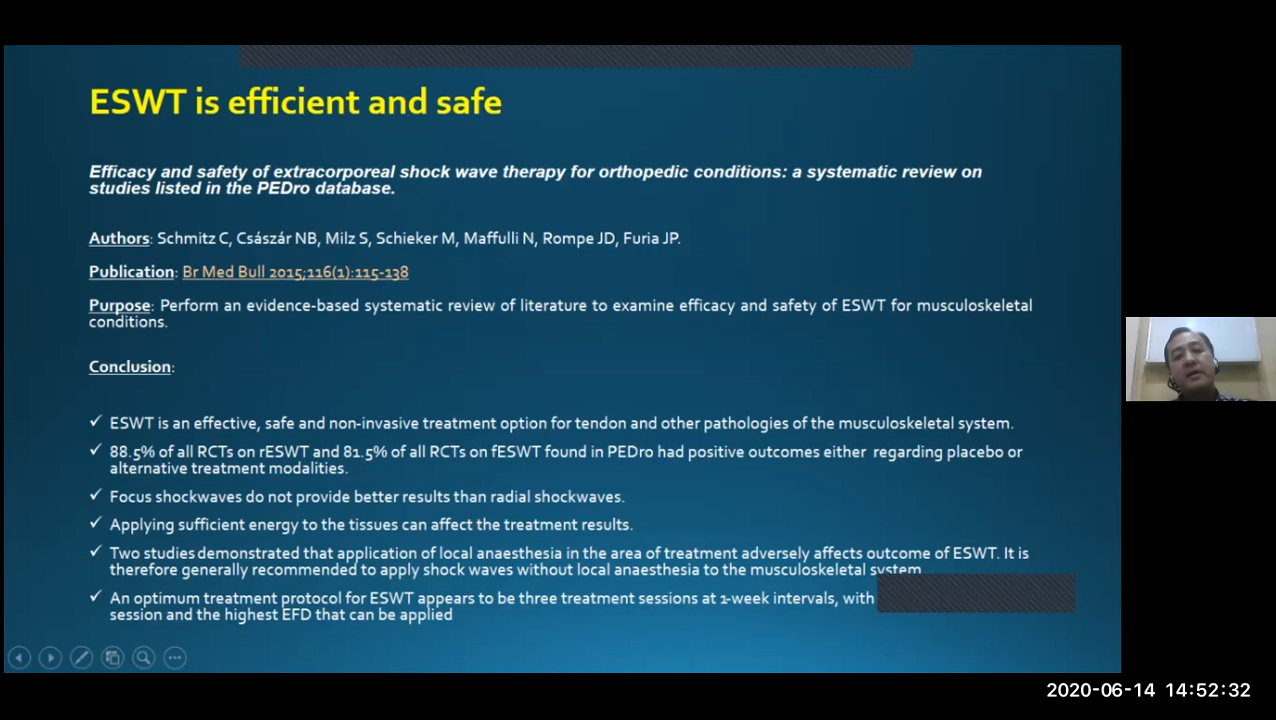 ESWT is efficient and safe
Efficacy and safety of extracorporeal shock wave therapy for orthopedic conditions: a systematic review on
studies listed in the PEDro database.
Authors: Schmitz C, Császár NB, Milz S, Schieker M, Maffulli N, Rompe JD, Furia JP.
Publication: Br Med Bull 2015;116(1):115-138
Purpose: Perform an evidence-based systematic review of literature to examine efficacy and safety of ESWT for musculoskeletal
conditions.
Conclusion:
✓ ESWT is an effective, safe and non-invasive treatment option for tendon and other pathologies of the musculoskeletal system.
✓ 88.5% of all RCTs on rESWT and 81.5% of all RCTs on fESWT found in PEDro had positive outcomes either regarding placebo or
alternative treatment modalities.
✓ Focus shockwaves do not provide better results than radial shockwaves.
✓ Applying sufficient energy to the tissues can affect the treatment results.
✓ Two studies demonstrated that application of local anaesthesia in the area of treatment adversely affects outcome of ESWT. It is
therefore generally recommended to apply shock waves without local anaesthesia to the musculoskeletal system
✓ An optimum treatment protocol for ESWT appears to be three treatment sessions at 1-week intervals, with
session and the highest EFD that can be applied
2020-06-14 14:52:32